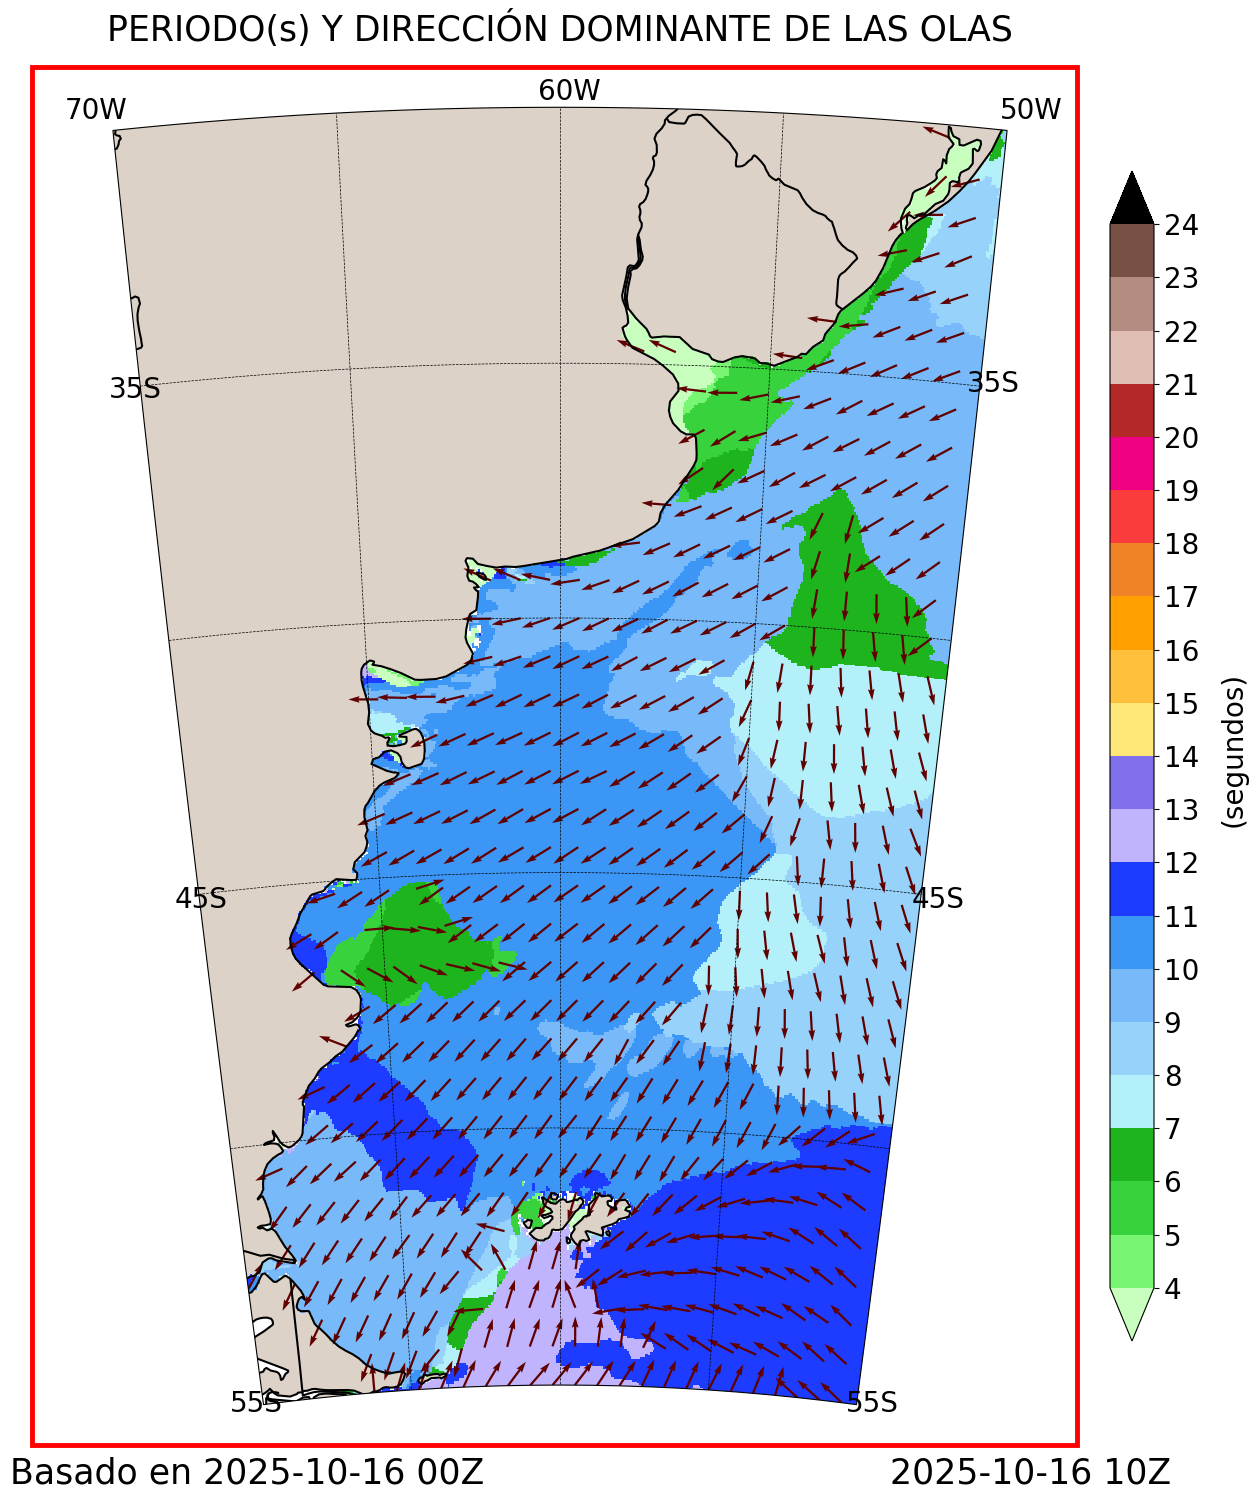 PERIODO(s) Y DIRECCIÓN DOMINANTE DE LAS OLAS
70W
60W
50W
35S
35S
45S
45S
55S
55S
24
23
22
21
20
19
18
17
16
15
14
13
12
11
10
9
8
7
6
5
4
(segundos)
Basado en 2025-10-16 00Z
2025-10-16 10Z